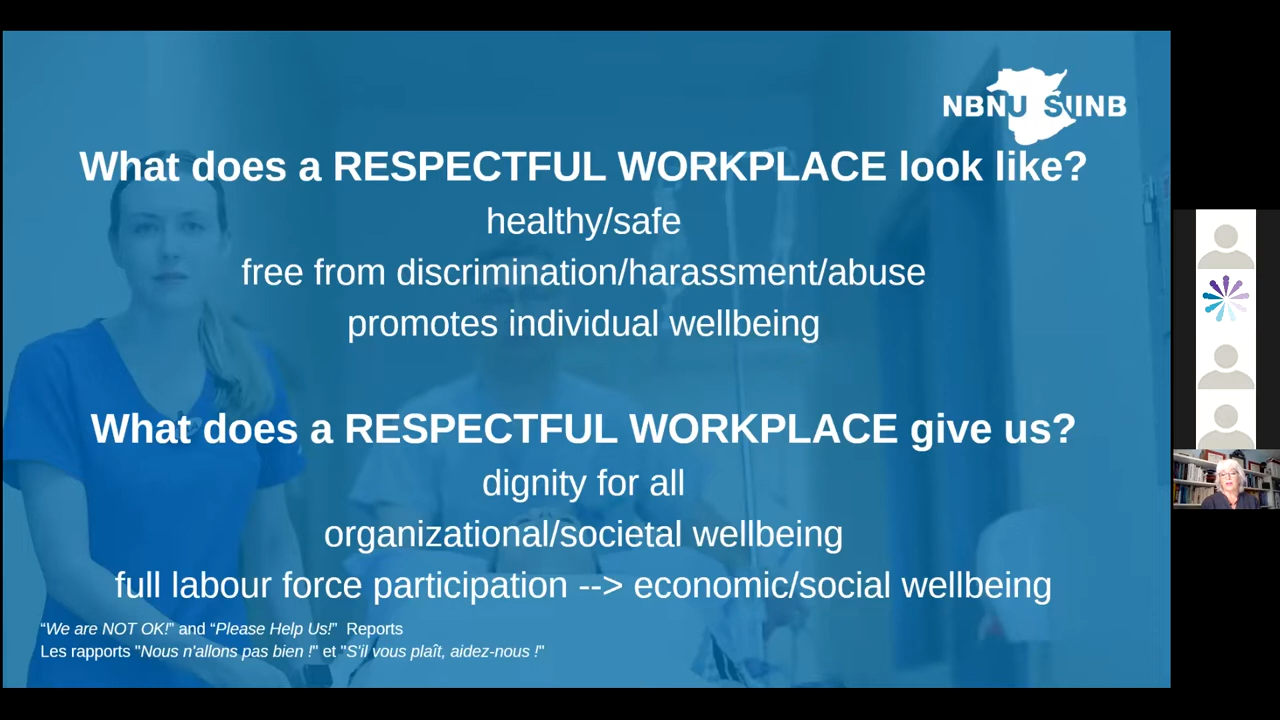 NBNU SIINB
What does a RESPECTFUL WORKPLACE look like?
healthy/safe
free from discrimination/harassment/abuse
promotes individual wellbeing
What does a RESPECTFUL WORKPLACE give us?
dignity for all
organizational/societal wellbeing
full labour force participation --> economic/social wellbeing
“We are NOT OK!” and “Please Help Us!” Reports
Les rapports "Nous n'allons pas bien !" et "S'il vous plaît, aidez-nous !"